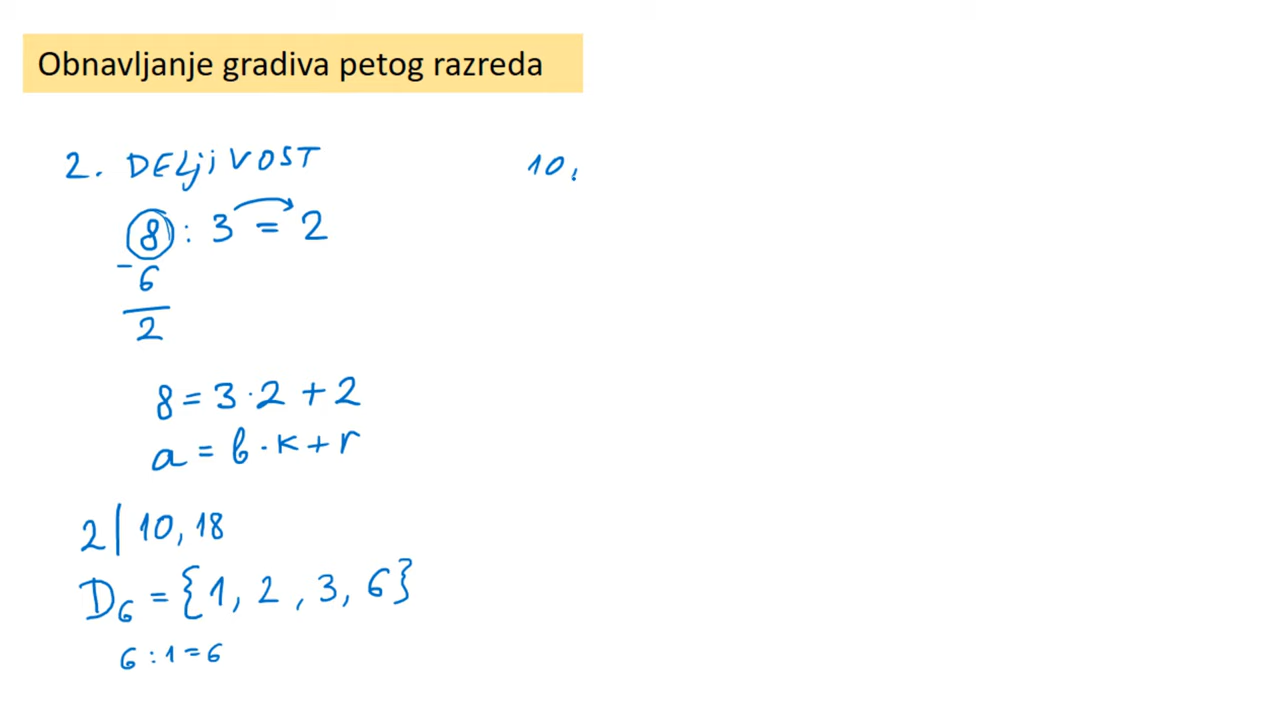 Obnavljanje gradiva petog razreda
2. DELjiVOST
10,
8 : 3 = 2
- 6
2
8 = 3 · 2 + 2
a = b · k + r
2 | 10, 18
D6 = {1, 2, 3, 6}
6 : 1 = 6